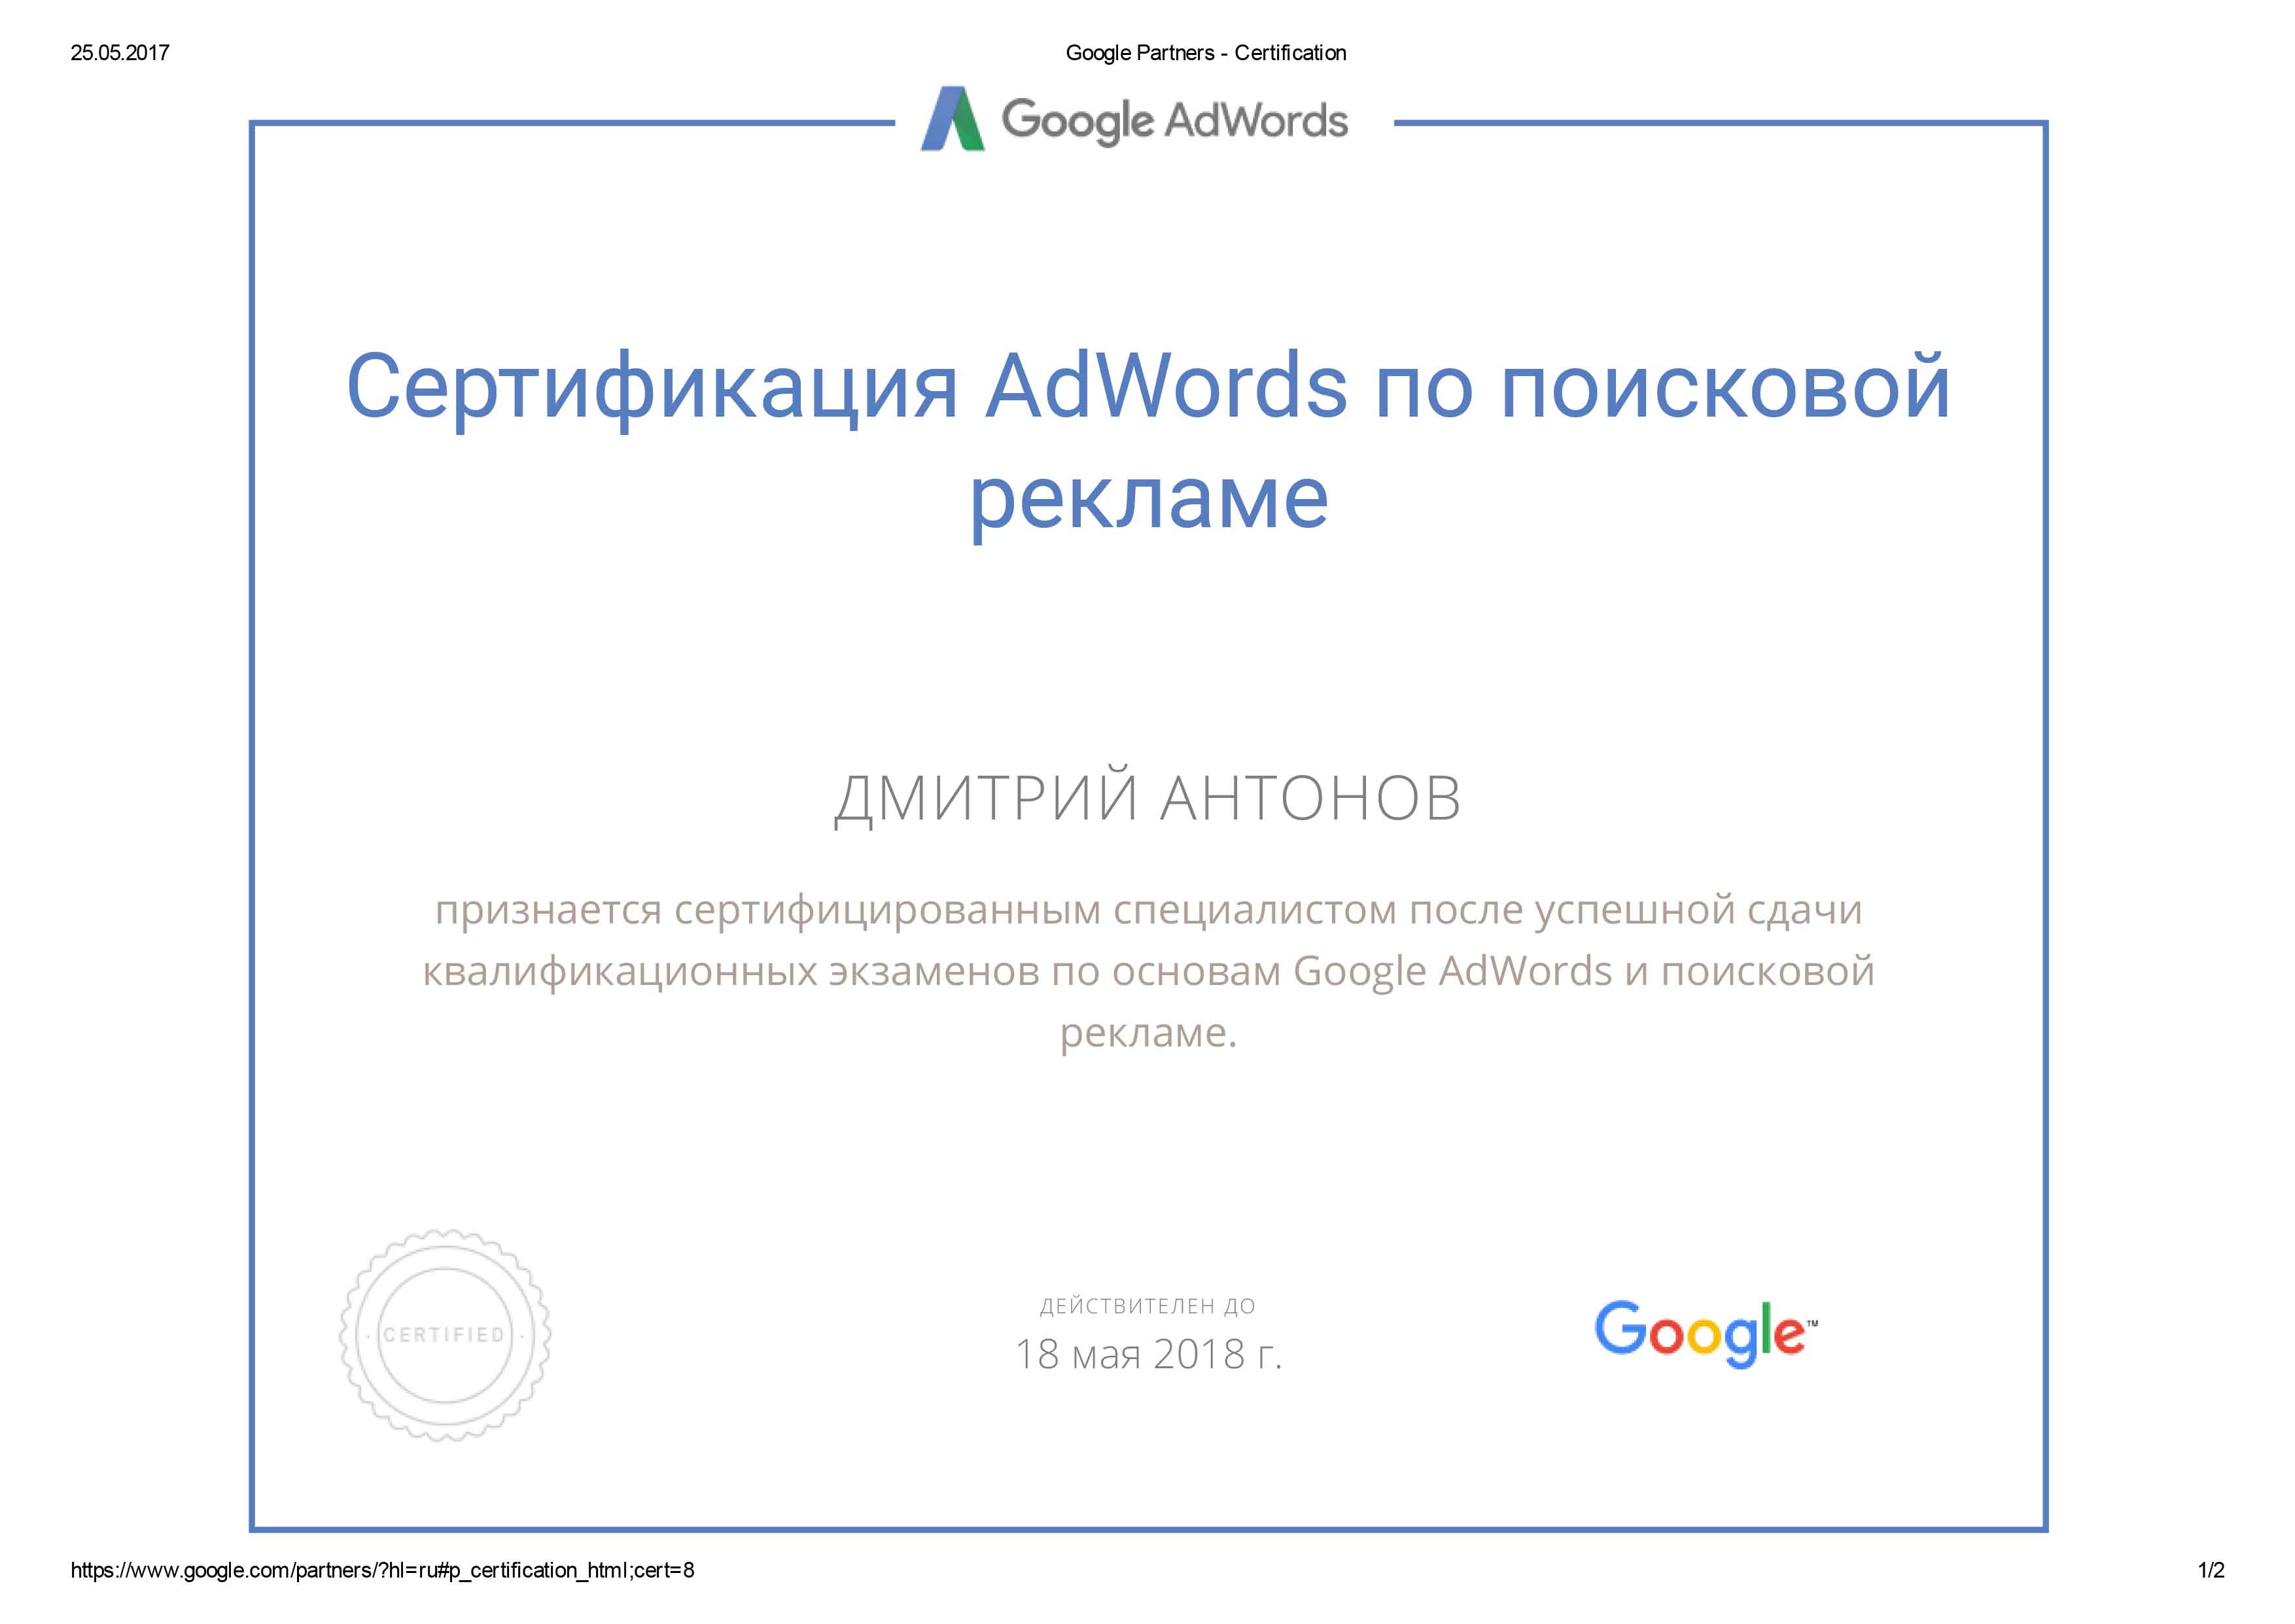 25.05.2017
Google Partners - Certification
Google AdWords
Сертификация AdWords по поисковой
рекламе
ДМИТРИЙ АНТОНОВ
признается сертифицированным специалистом после успешной сдачи
квалификационных экзаменов по основам Google AdWords и поисковой
рекламе.
· CERTIFIED ·
ДЕЙСТВИТЕЛЕН ДО
18 мая 2018 г.
Google™
https://www.google.com/partners/?hl=ru#p_certification_html;cert=8
1/2